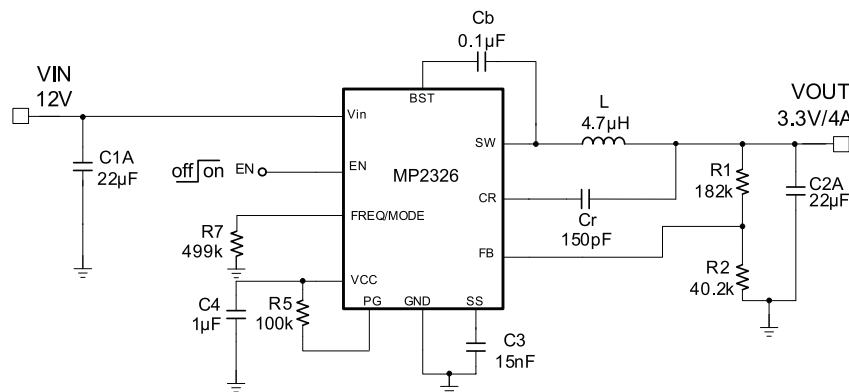 Cb
0.1µF
VIN
12V
BST
L
4.7µH
VOUT
3.3V/4A
Vin
SW
C1A
22µF
off on
EN
EN
MP2326
R1
182k
C2A
22µF
CR
Cr
150pF
FREQ/MODE
R7
499k
FB
R2
40.2k
VCC
C4
1µF
R5
100k
PG
GND
SS
C3
15nF